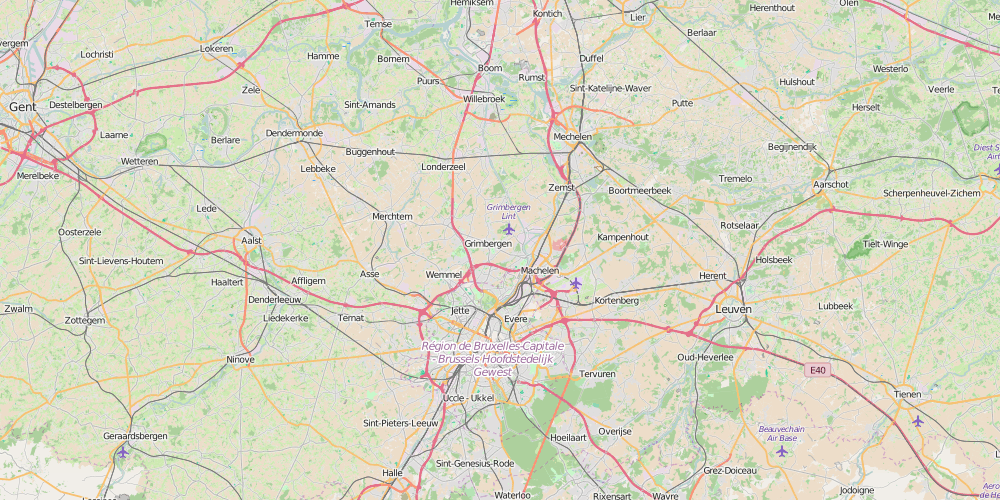 Hemiksem
Kontich
Lier
Herenthout
Olen
Temse
Berlaar
Lochristi
Lokeren
Hamme
Bornem
Duffel
Boom
Rumst
Westerlo
Puurs
Hulshout
Zele
Sint-Katelijne-Waver
Veerle
Gent
Destelbergen
Sint-Amands
Willebroek
Putte
Herselt
Laarne
Berlare
Dendermonde
Mechelen
Begijnendijk
Wetteren
Buggenhout
Londerzeel
Lebbeke
Merelbeke
Zemst
Boortmeerbeek
Tremelo
Aarschot
Scherpenheuvel-Zichem
Lede
Merchtem
Grimbergen
Lint
Rotselaar
Oosterzele
Aalst
Grimbergen
Kampenhout
Tielt-Winge
Sint-Lievens-Houtem
Asse
Wemmel
Machelen
Herent
Holsbeek
Haaltert
Affligem
Denderleeuw
Kortenberg
Zwalm
Zottegem
Liedekerke
Ternat
Jette
Evere
Leuven
Lubbeek
Région de Bruxelles-Capitale
- Brussels Hoofdstedelijk
Gewest
Ninove
Oud-Heverlee
Tervuren
E40
Uccle - Ukkel
Tienen
Sint-Pieters-Leeuw
Geraardsbergen
Hoeilaart
Overijse
Beauvechain
Air Base
Sint-Genesius-Rode
Halle
Grez-Doiceau
Waterloo
Rixensart
Wavre
Jodoigne